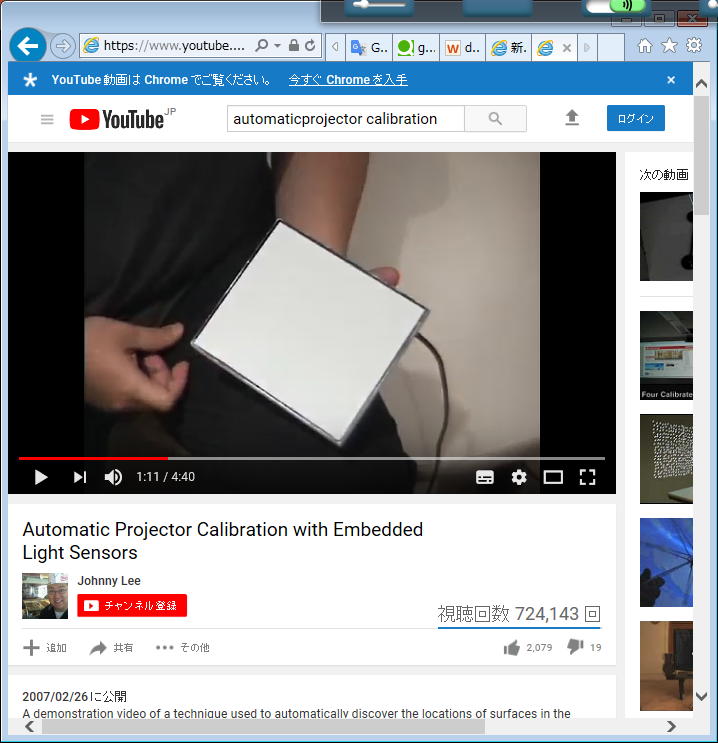 https://www.youtube....
G..
g...
d..
新.
YouTube 動画は Chrome でご覧ください。 今すぐ Chrome を入手
YouTube JP
automaticprojector calibration
ログイン
次の動画
Four Calibrate
1:11 / 4:40
Automatic Projector Calibration with Embedded
Light Sensors
Johnny Lee
チャンネル登録
視聴回数 724,143 回
追加
共有
その他
2,079
19
2007/02/26 に公開
A demonstration video of a technique used to automatically discover the locations of surfaces in the